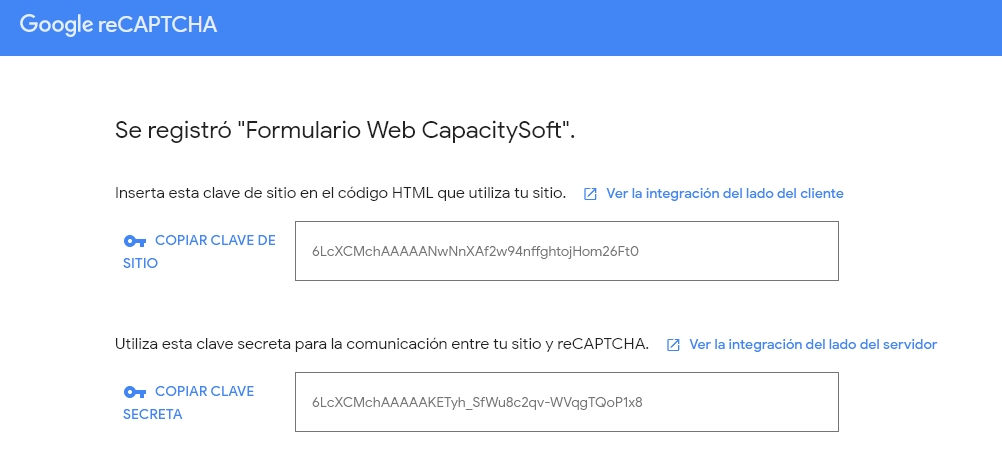 Google reCAPTCHA
Se registró "Formulario Web CapacitySoft".
Inserta esta clave de sitio en el código HTML que utiliza tu sitio. Ver la integración del lado del cliente
COPIAR CLAVE DE
SITIO
6LcXCMchAAAAANwNnXAf2w94nffghtojHom26Ft0
Utiliza esta clave secreta para la comunicación entre tu sitio y reCAPTCHA. Ver la integración del lado del servidor
COPIAR CLAVE
SECRETA
6LcXCMchAAAAAKETyh_SfWu8c2qv-WVqgTQoP1x8